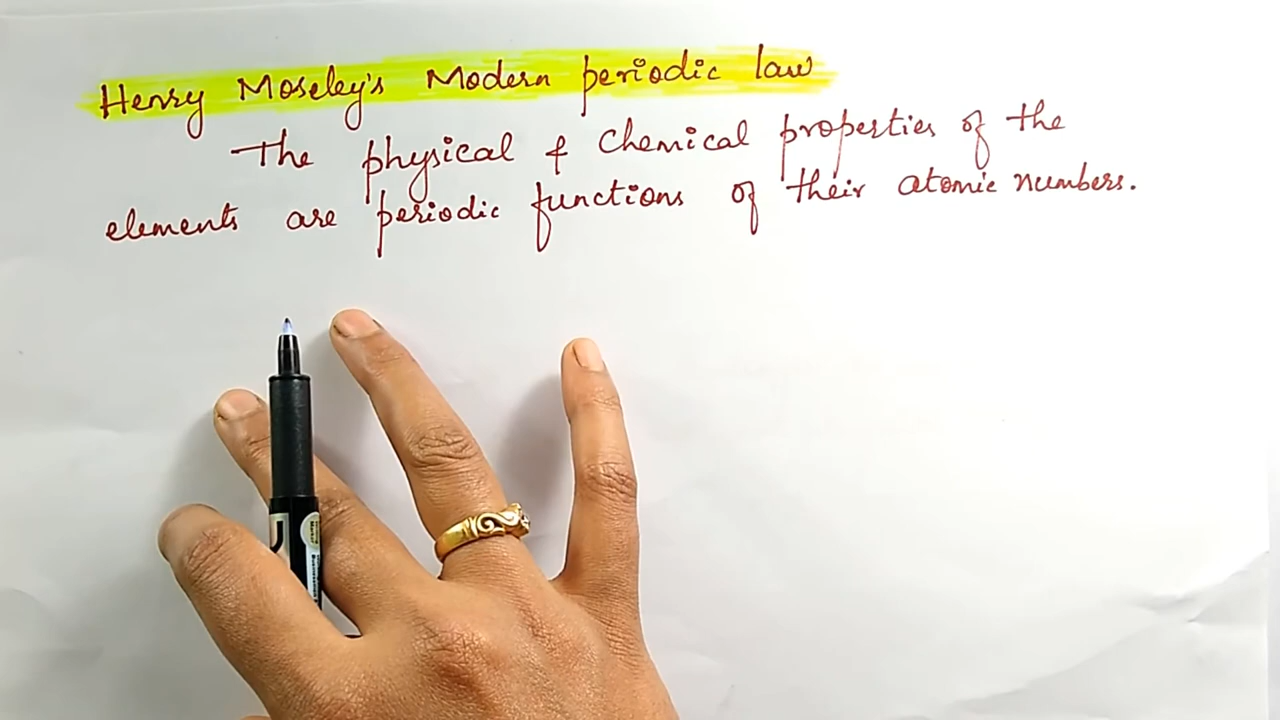 Henry Moseley's Modern periodic law
The physical & Chemical properties of the
elements are periodic functions of their atomic numbers.